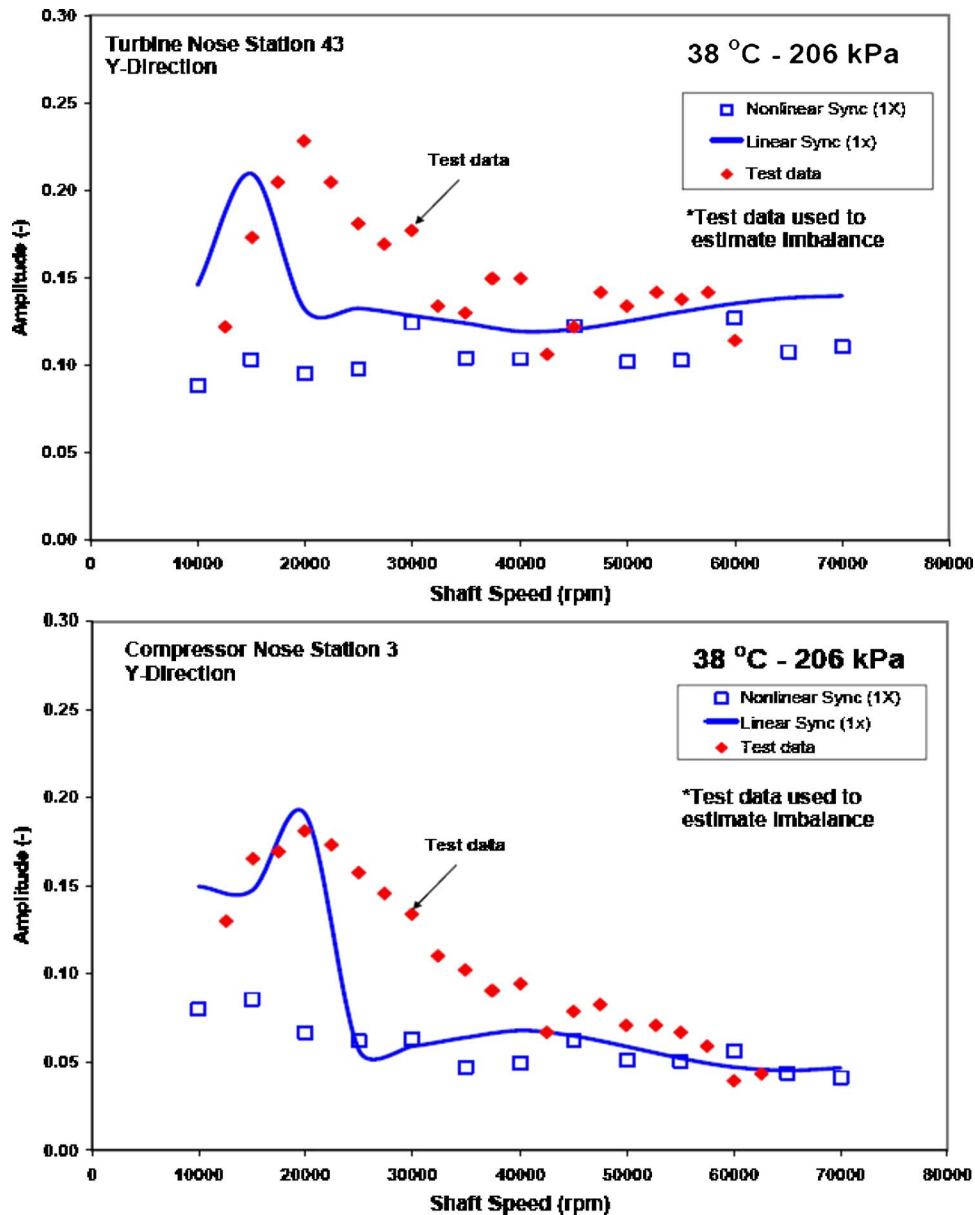 Turbine Nose Station 43
Y-Direction
38 °C - 206 kPa
Nonlinear Sync (1X)
Linear Sync (1x)
Test data
*Test data used to
estimate Imbalance
Test data
Amplitude (-)
0.30
0.25
0.20
0.15
0.10
0.05
0.00
0 10000 20000 30000 40000 50000 60000 70000 80000
Shaft Speed (rpm)
Compressor Nose Station 3
Y-Direction
38 °C - 206 kPa
Nonlinear Sync (1X)
Linear Sync (1x)
Test data
*Test data used to
estimate Imbalance
Test data
Amplitude (-)
0.30
0.25
0.20
0.15
0.10
0.05
0.00
0 10000 20000 30000 40000 50000 60000 70000 80000
Shaft Speed (rpm)